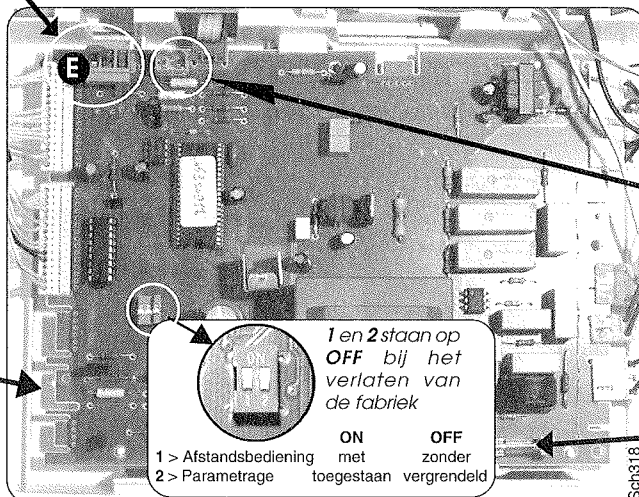 E
ON
1 en 2 staan op
OFF bij het
verlaten van
de fabriek
ON OFF
1 > Afstandsbediening met zonder
2 > Parametrage toegestaan vergrendeld
Sch318